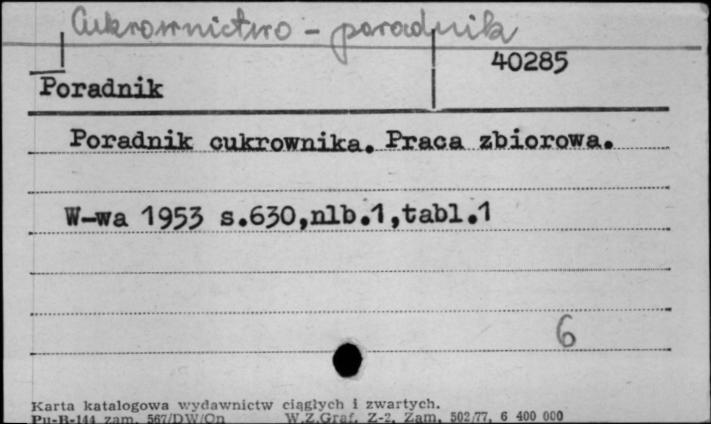 Cukrownictwo - poradnik
40285
Poradnik
Poradnik cukrownika. Praca zbiorowa.
W-wa 1953 s.630,nlb.1,tabl.1
6
Karta katalogowa wydawnictw ciągłych i zwartych.
Pu-B-144 zam. 567/DW/On W.Z.Graf. Z-2. Zam. 502/77. 6 400 000